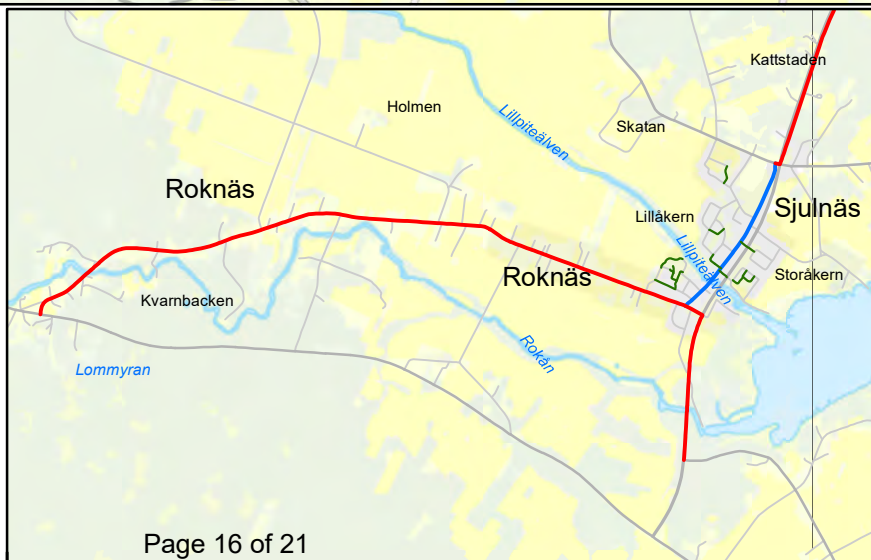 Kattstaden
Holmen
Lillpiteälven
Skatan
Roknäs
Lillåkern
Sjulnäs
Lillpiteälven
Roknäs
Storåkern
Kvarnbacken
Rokån
Lommyran
Page 16 of 21